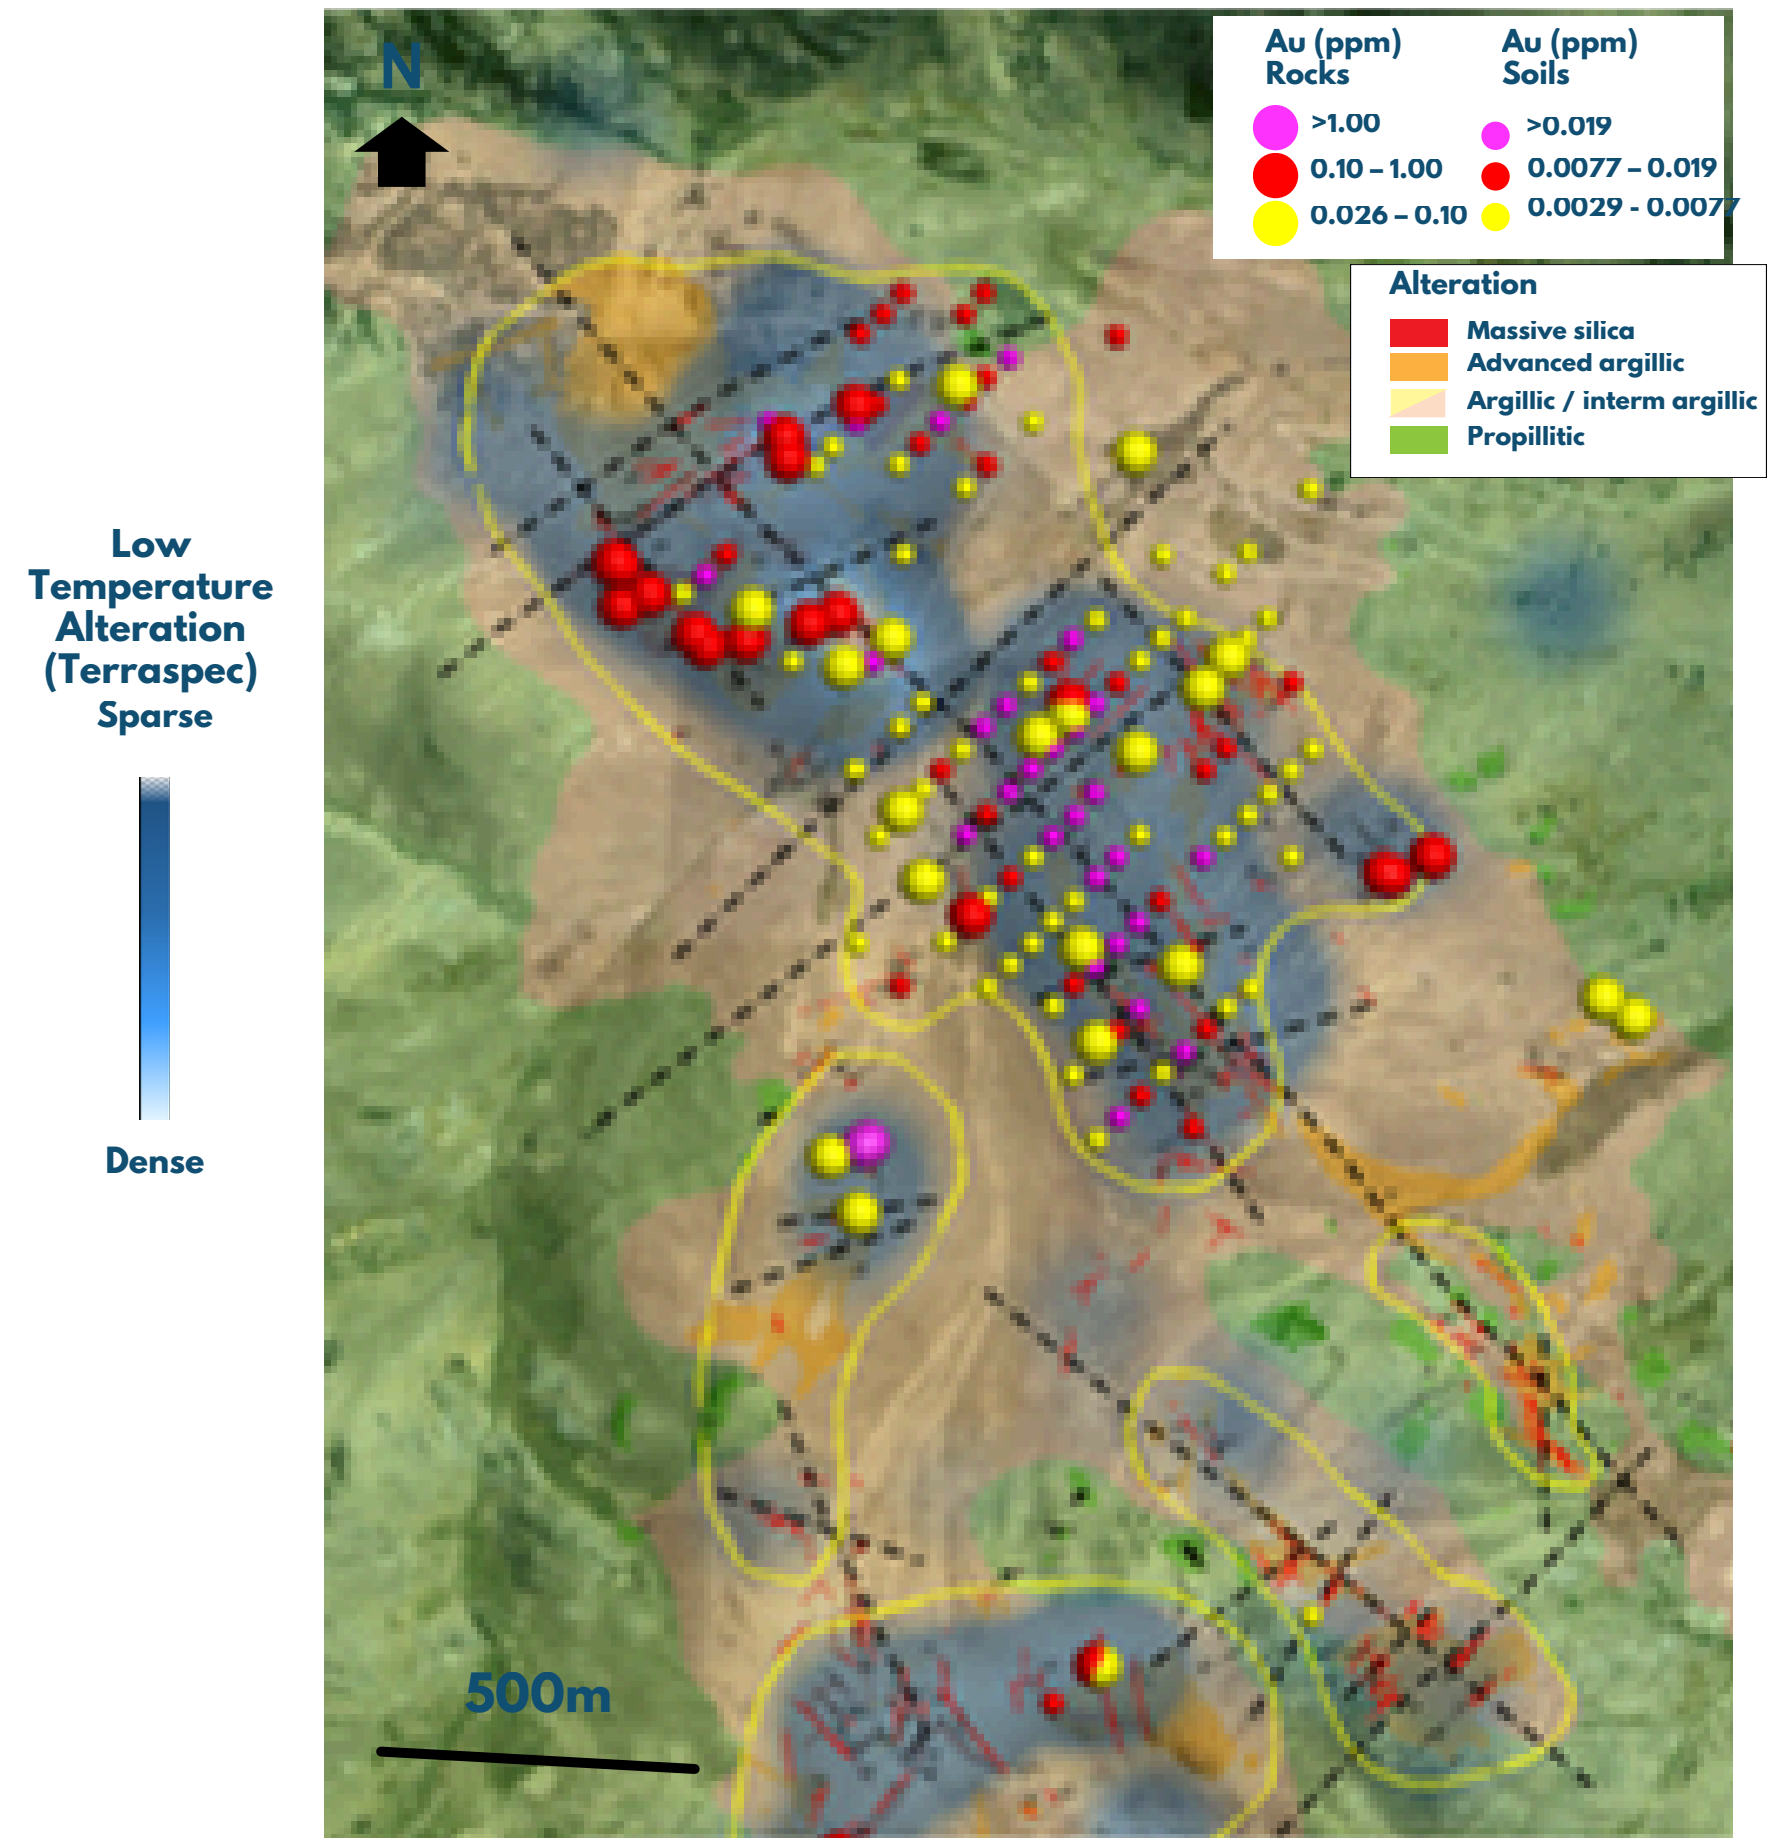 N
Au (ppm)
Rocks
>1.00
0.10 – 1.00
0.026 – 0.10
Au (ppm)
Soils
>0.019
0.0077 – 0.019
0.0029 - 0.0077
Alteration
Massive silica
Advanced argillic
Argillic / interm argillic
Propillitic
Low
Temperature
Alteration
(Terraspec)
Sparse
Dense
500m